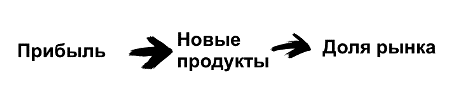 Прибыль
Новые
продукты
Доля рынка